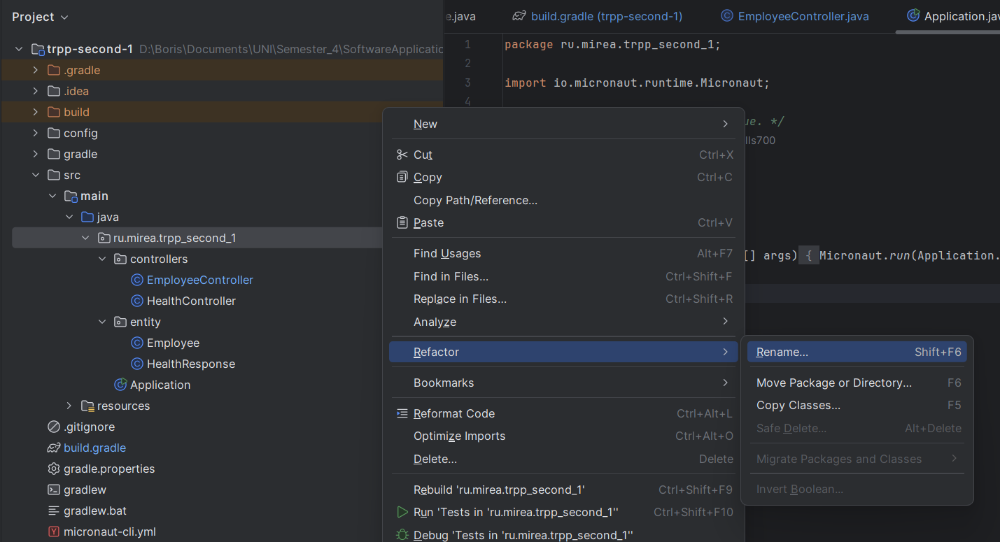 Project
trpp-second-1 D:\Boris\Documents\UNI\Semester_4\SoftwareApplicatio
.gradle
.idea
build
config
gradle
src
main
java
ru.mirea.trpp_second_1
controllers
EmployeeController
HealthController
entity
Employee
HealthResponse
Application
resources
.gitignore
build.gradle
gradle.properties
gradlew
gradlew.bat
micronaut-cli.yml
e.java
build.gradle (trpp-second-1)
EmployeeController.java
Application.jav
1 package ru.mirea.trpp_second_1;
2
3 import io.micronaut.runtime.Micronaut;
4
ue. */
lls700
[] args) { Micronaut.run(Application.
New
Cut Ctrl+X
Copy Ctrl+C
Copy Path/Reference...
Paste Ctrl+V
Find Usages Alt+F7
Find in Files... Ctrl+Shift+F
Replace in Files... Ctrl+Shift+R
Analyze
Refactor
Bookmarks
Reformat Code Ctrl+Alt+L
Optimize Imports Ctrl+Alt+O
Delete... Delete
Rebuild 'ru.mirea.trpp_second_1' Ctrl+Shift+F9
Run 'Tests in 'ru.mirea.trpp_second_1'' Ctrl+Shift+F10
Debug 'Tests in 'ru.mirea.trpp_second_1''
Rename... Shift+F6
Move Package or Directory... F6
Copy Classes... F5
Safe Delete... Alt+Delete
Migrate Packages and Classes
Invert Boolean...